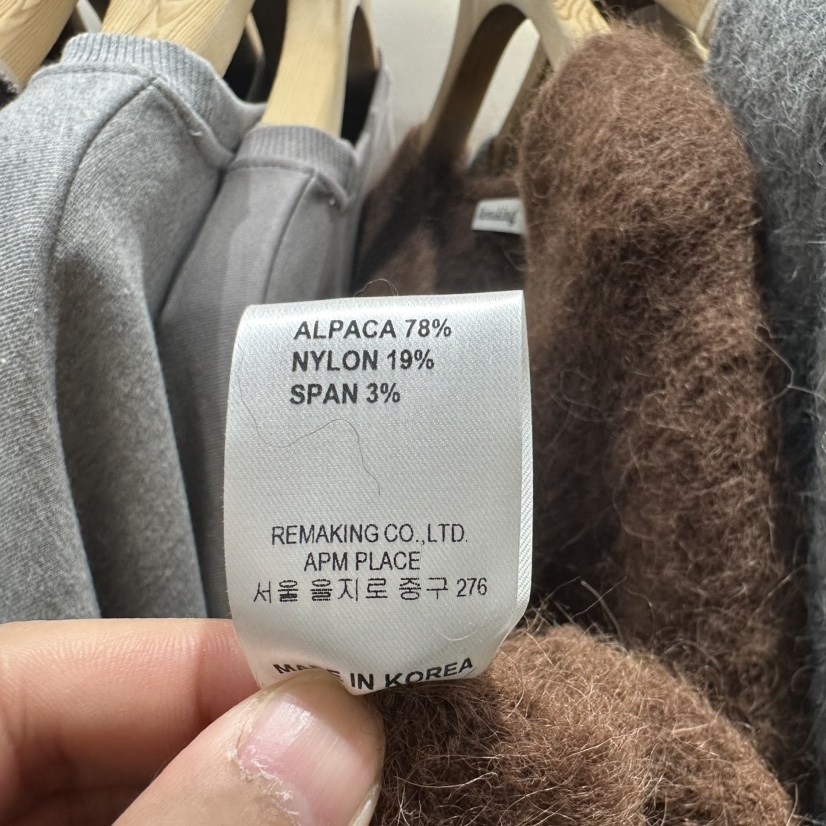 Remaking
ALPACA 78%
NYLON 19%
SPAN 3%
REMAKING CO.,LTD.
APM PLACE
서울 을지로 중구 276
MADE IN KOREA